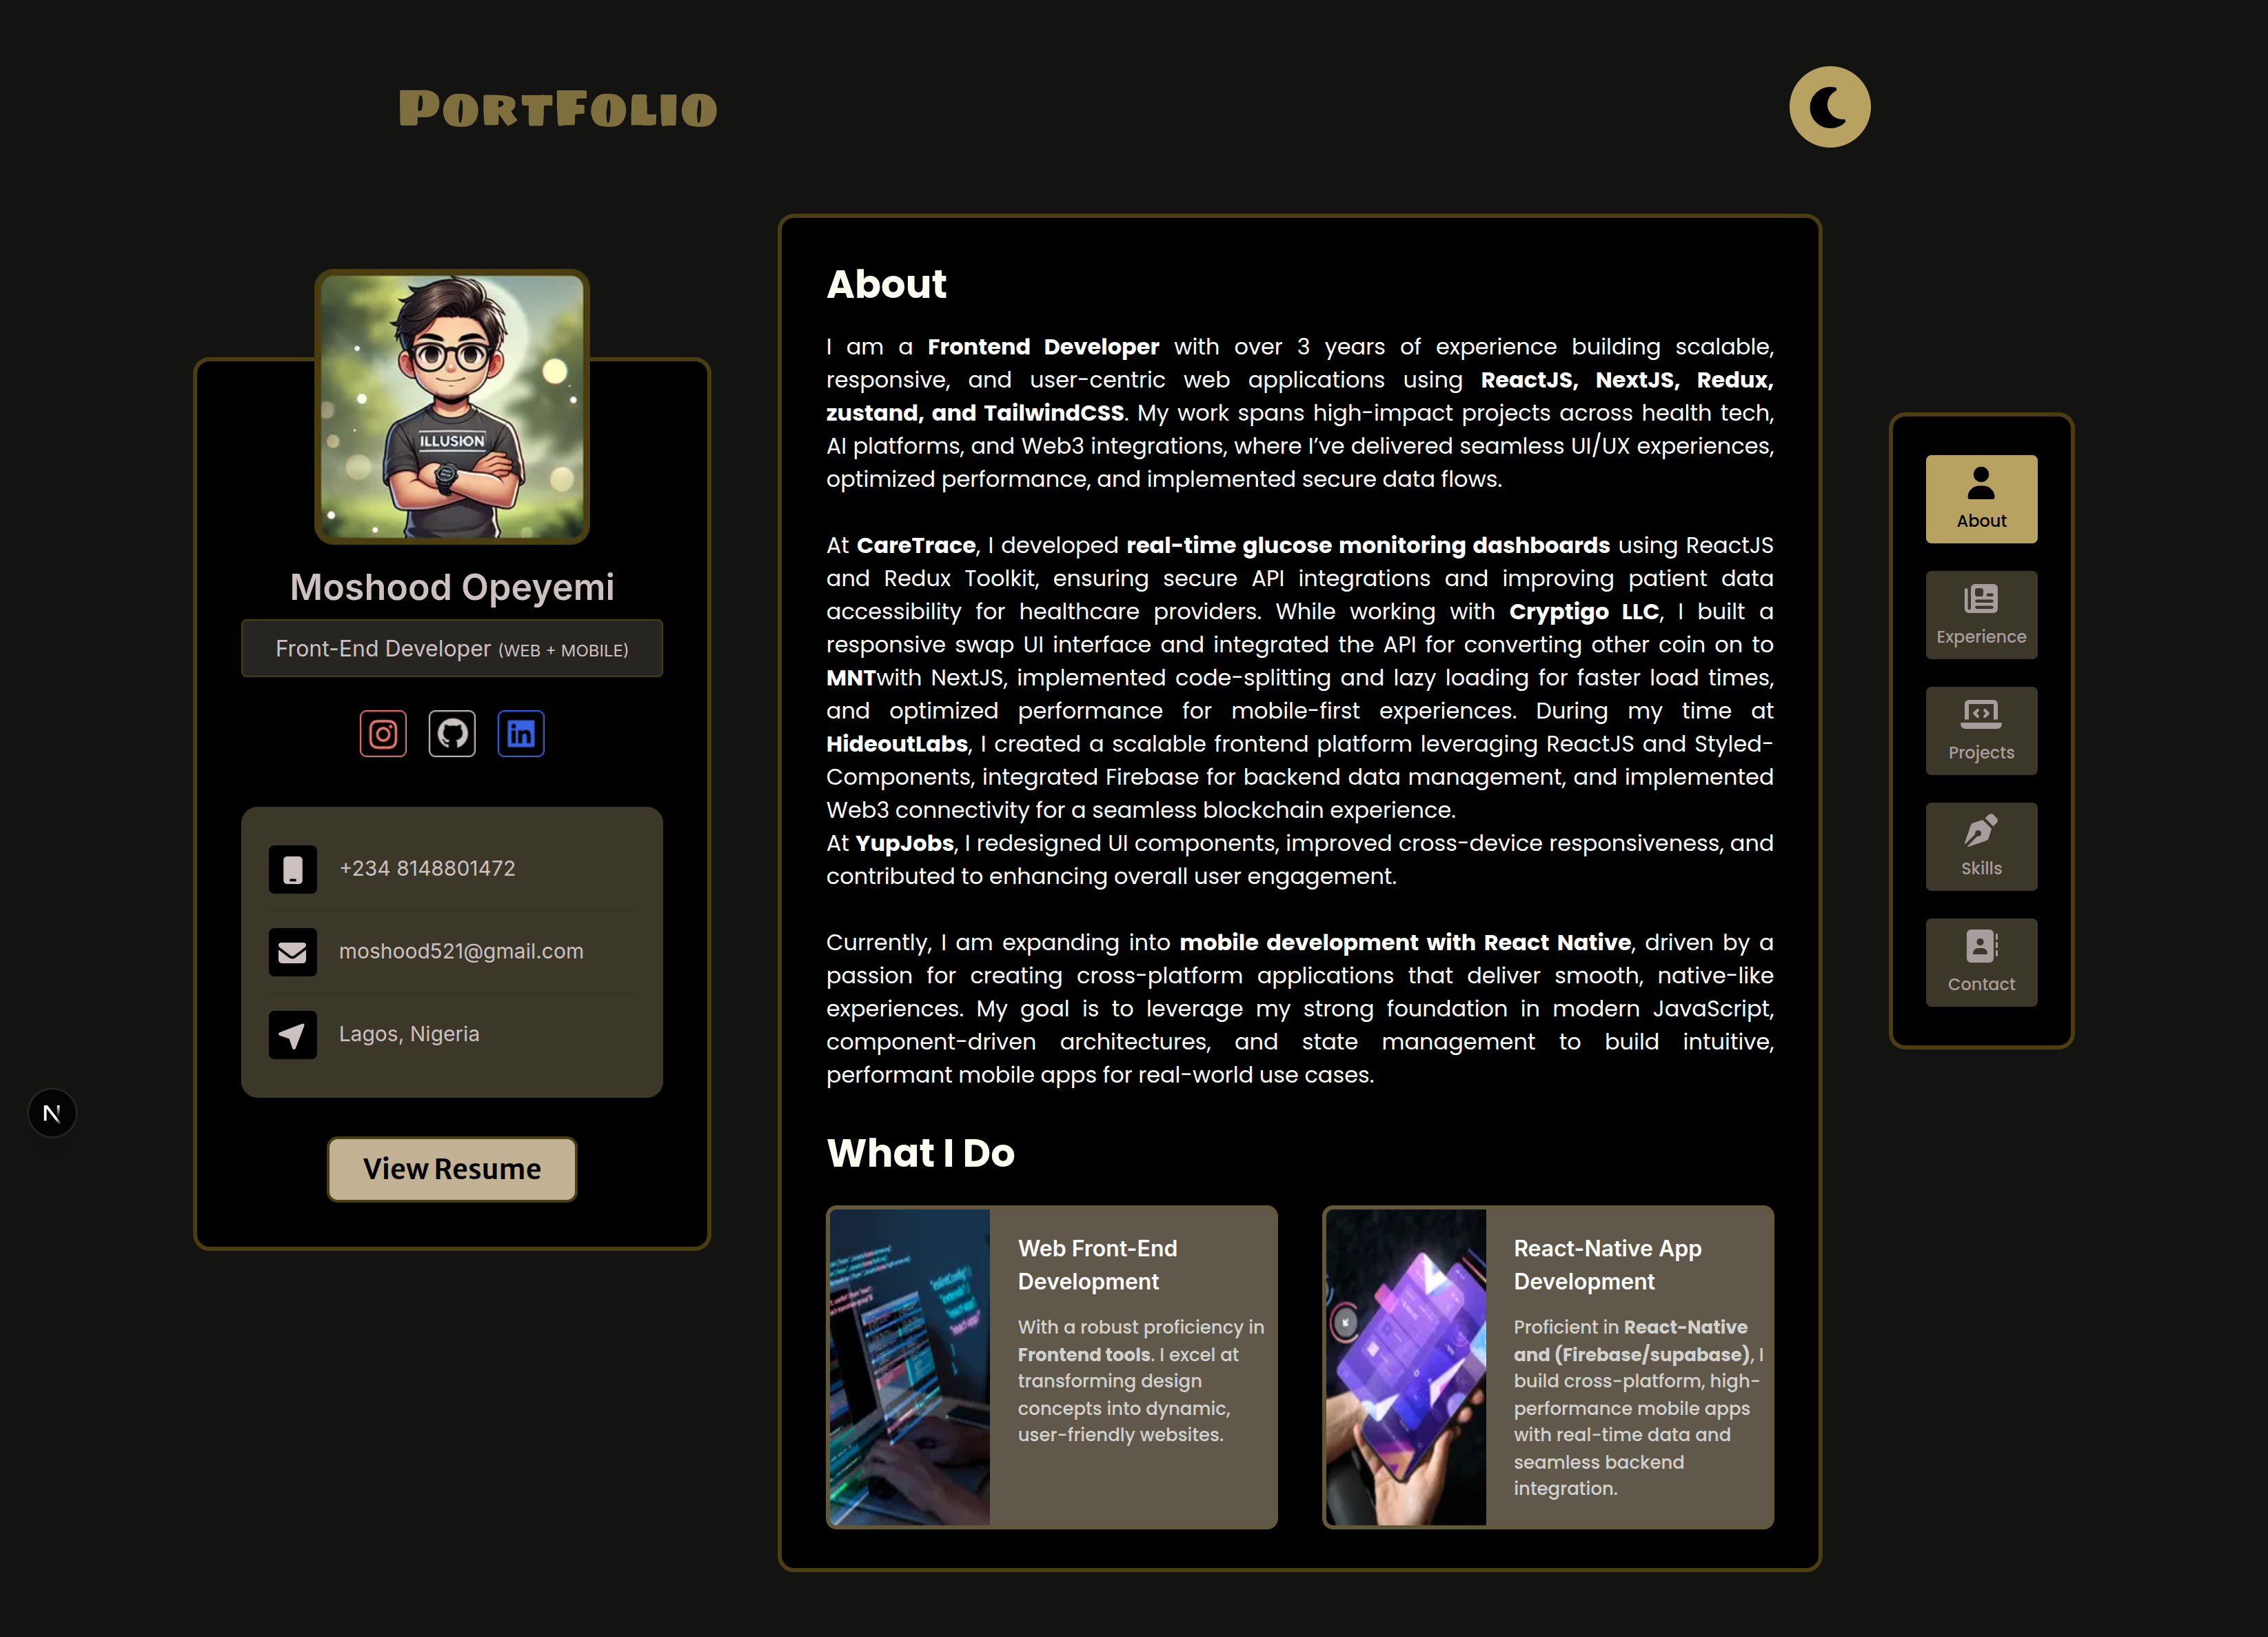 PortFolio
ILLUSION
Moshood Opeyemi
Front-End Developer (WEB + MOBILE)
+234 8148801472
moshood521@gmail.com
Lagos, Nigeria
View Resume
N
About
I am a Frontend Developer with over 3 years of experience building scalable,
responsive, and user-centric web applications using ReactJS, NextJS, Redux,
zustand, and TailwindCSS. My work spans high-impact projects across health tech,
AI platforms, and Web3 integrations, where I’ve delivered seamless UI/UX experiences,
optimized performance, and implemented secure data flows.
At CareTrace, I developed real-time glucose monitoring dashboards using ReactJS
and Redux Toolkit, ensuring secure API integrations and improving patient data
accessibility for healthcare providers. While working with Cryptigo LLC, I built a
responsive swap UI interface and integrated the API for converting other coin on to
MNTwith NextJS, implemented code-splitting and lazy loading for faster load times,
and optimized performance for mobile-first experiences. During my time at
HideoutLabs, I created a scalable frontend platform leveraging ReactJS and Styled-
Components, integrated Firebase for backend data management, and implemented
Web3 connectivity for a seamless blockchain experience.
At YupJobs, I redesigned UI components, improved cross-device responsiveness, and
contributed to enhancing overall user engagement.
Currently, I am expanding into mobile development with React Native, driven by a
passion for creating cross-platform applications that deliver smooth, native-like
experiences. My goal is to leverage my strong foundation in modern JavaScript,
component-driven architectures, and state management to build intuitive,
performant mobile apps for real-world use cases.
What I Do
Web Front-End
Development
With a robust proficiency in
Frontend tools. I excel at
transforming design
concepts into dynamic,
user-friendly websites.
React-Native App
Development
Proficient in React-Native
and (Firebase/supabase), I
build cross-platform, high-
performance mobile apps
with real-time data and
seamless backend
integration.
About
Experience
Projects
Skills
Contact